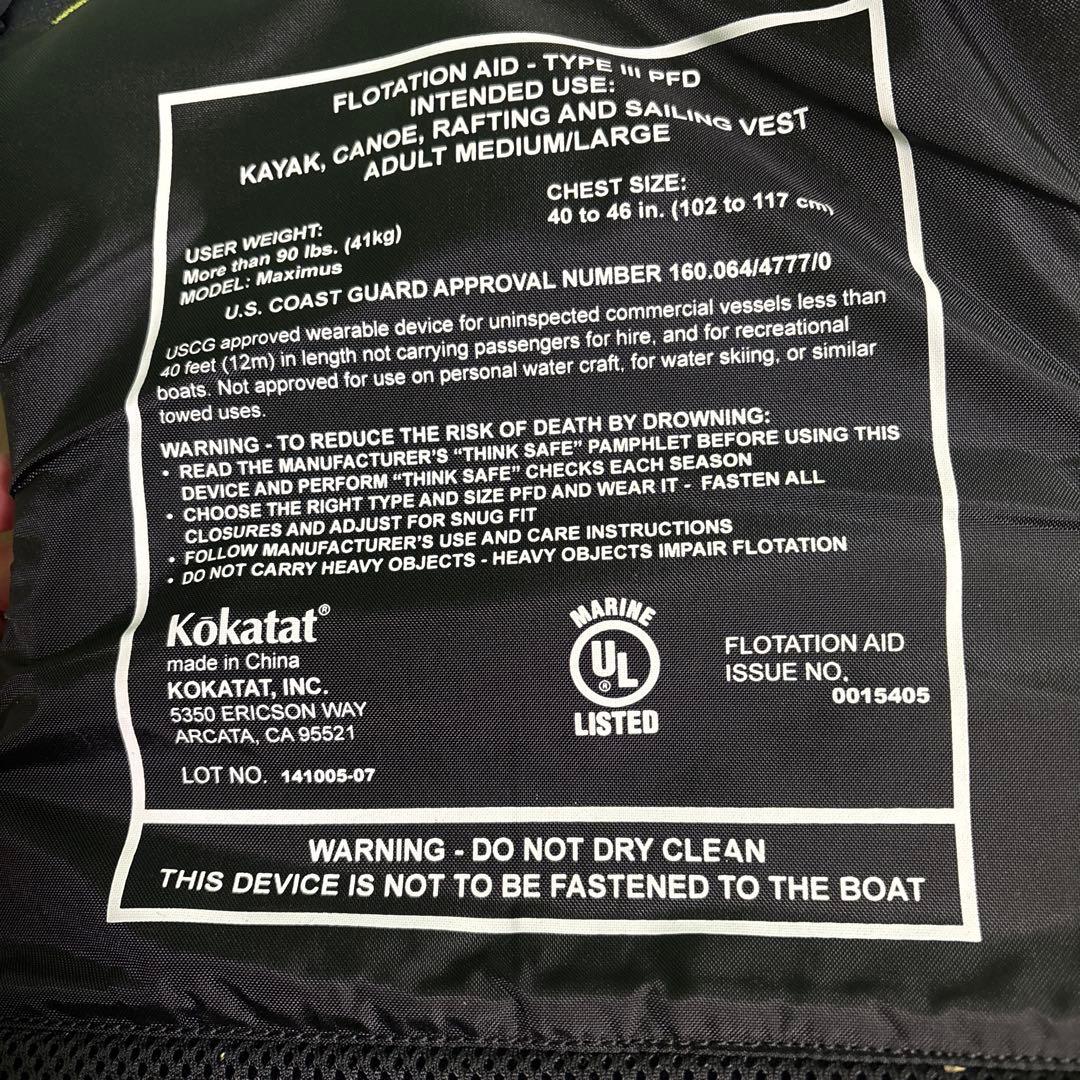 FLOTATION AID - TYPE III PFD
INTENDED USE:
KAYAK, CANOE, RAFTING AND SAILING VEST
ADULT MEDIUM/LARGE
CHEST SIZE:
40 to 46 in. (102 to 117 cm)
USER WEIGHT:
More than 90 lbs. (41kg)
MODEL: Maximus
U.S. COAST GUARD APPROVAL NUMBER 160.064/4777/0
USCG approved wearable device for uninspected commercial vessels less than
40 feet (12m) in length not carrying passengers for hire, and for recreational
boats. Not approved for use on personal water craft, for water skiing, or similar
towed uses.
WARNING - TO REDUCE THE RISK OF DEATH BY DROWNING:
• READ THE MANUFACTURER'S "THINK SAFE" PAMPHLET BEFORE USING THIS
DEVICE AND PERFORM "THINK SAFE" CHECKS EACH SEASON
• CHOOSE THE RIGHT TYPE AND SIZE PFD AND WEAR IT - FASTEN ALL
CLOSURES AND ADJUST FOR SNUG FIT
• FOLLOW MANUFACTURER'S USE AND CARE INSTRUCTIONS
• DO NOT CARRY HEAVY OBJECTS - HEAVY OBJECTS IMPAIR FLOTATION
Kōkatat®
made in China
KOKATAT, INC.
5350 ERICSON WAY
ARCATA, CA 95521
LOT NO. 141005-07
MARINE
UL®
LISTED
FLOTATION AID
ISSUE NO.
0015405
WARNING - DO NOT DRY CLEAN
THIS DEVICE IS NOT TO BE FASTENED TO THE BOAT